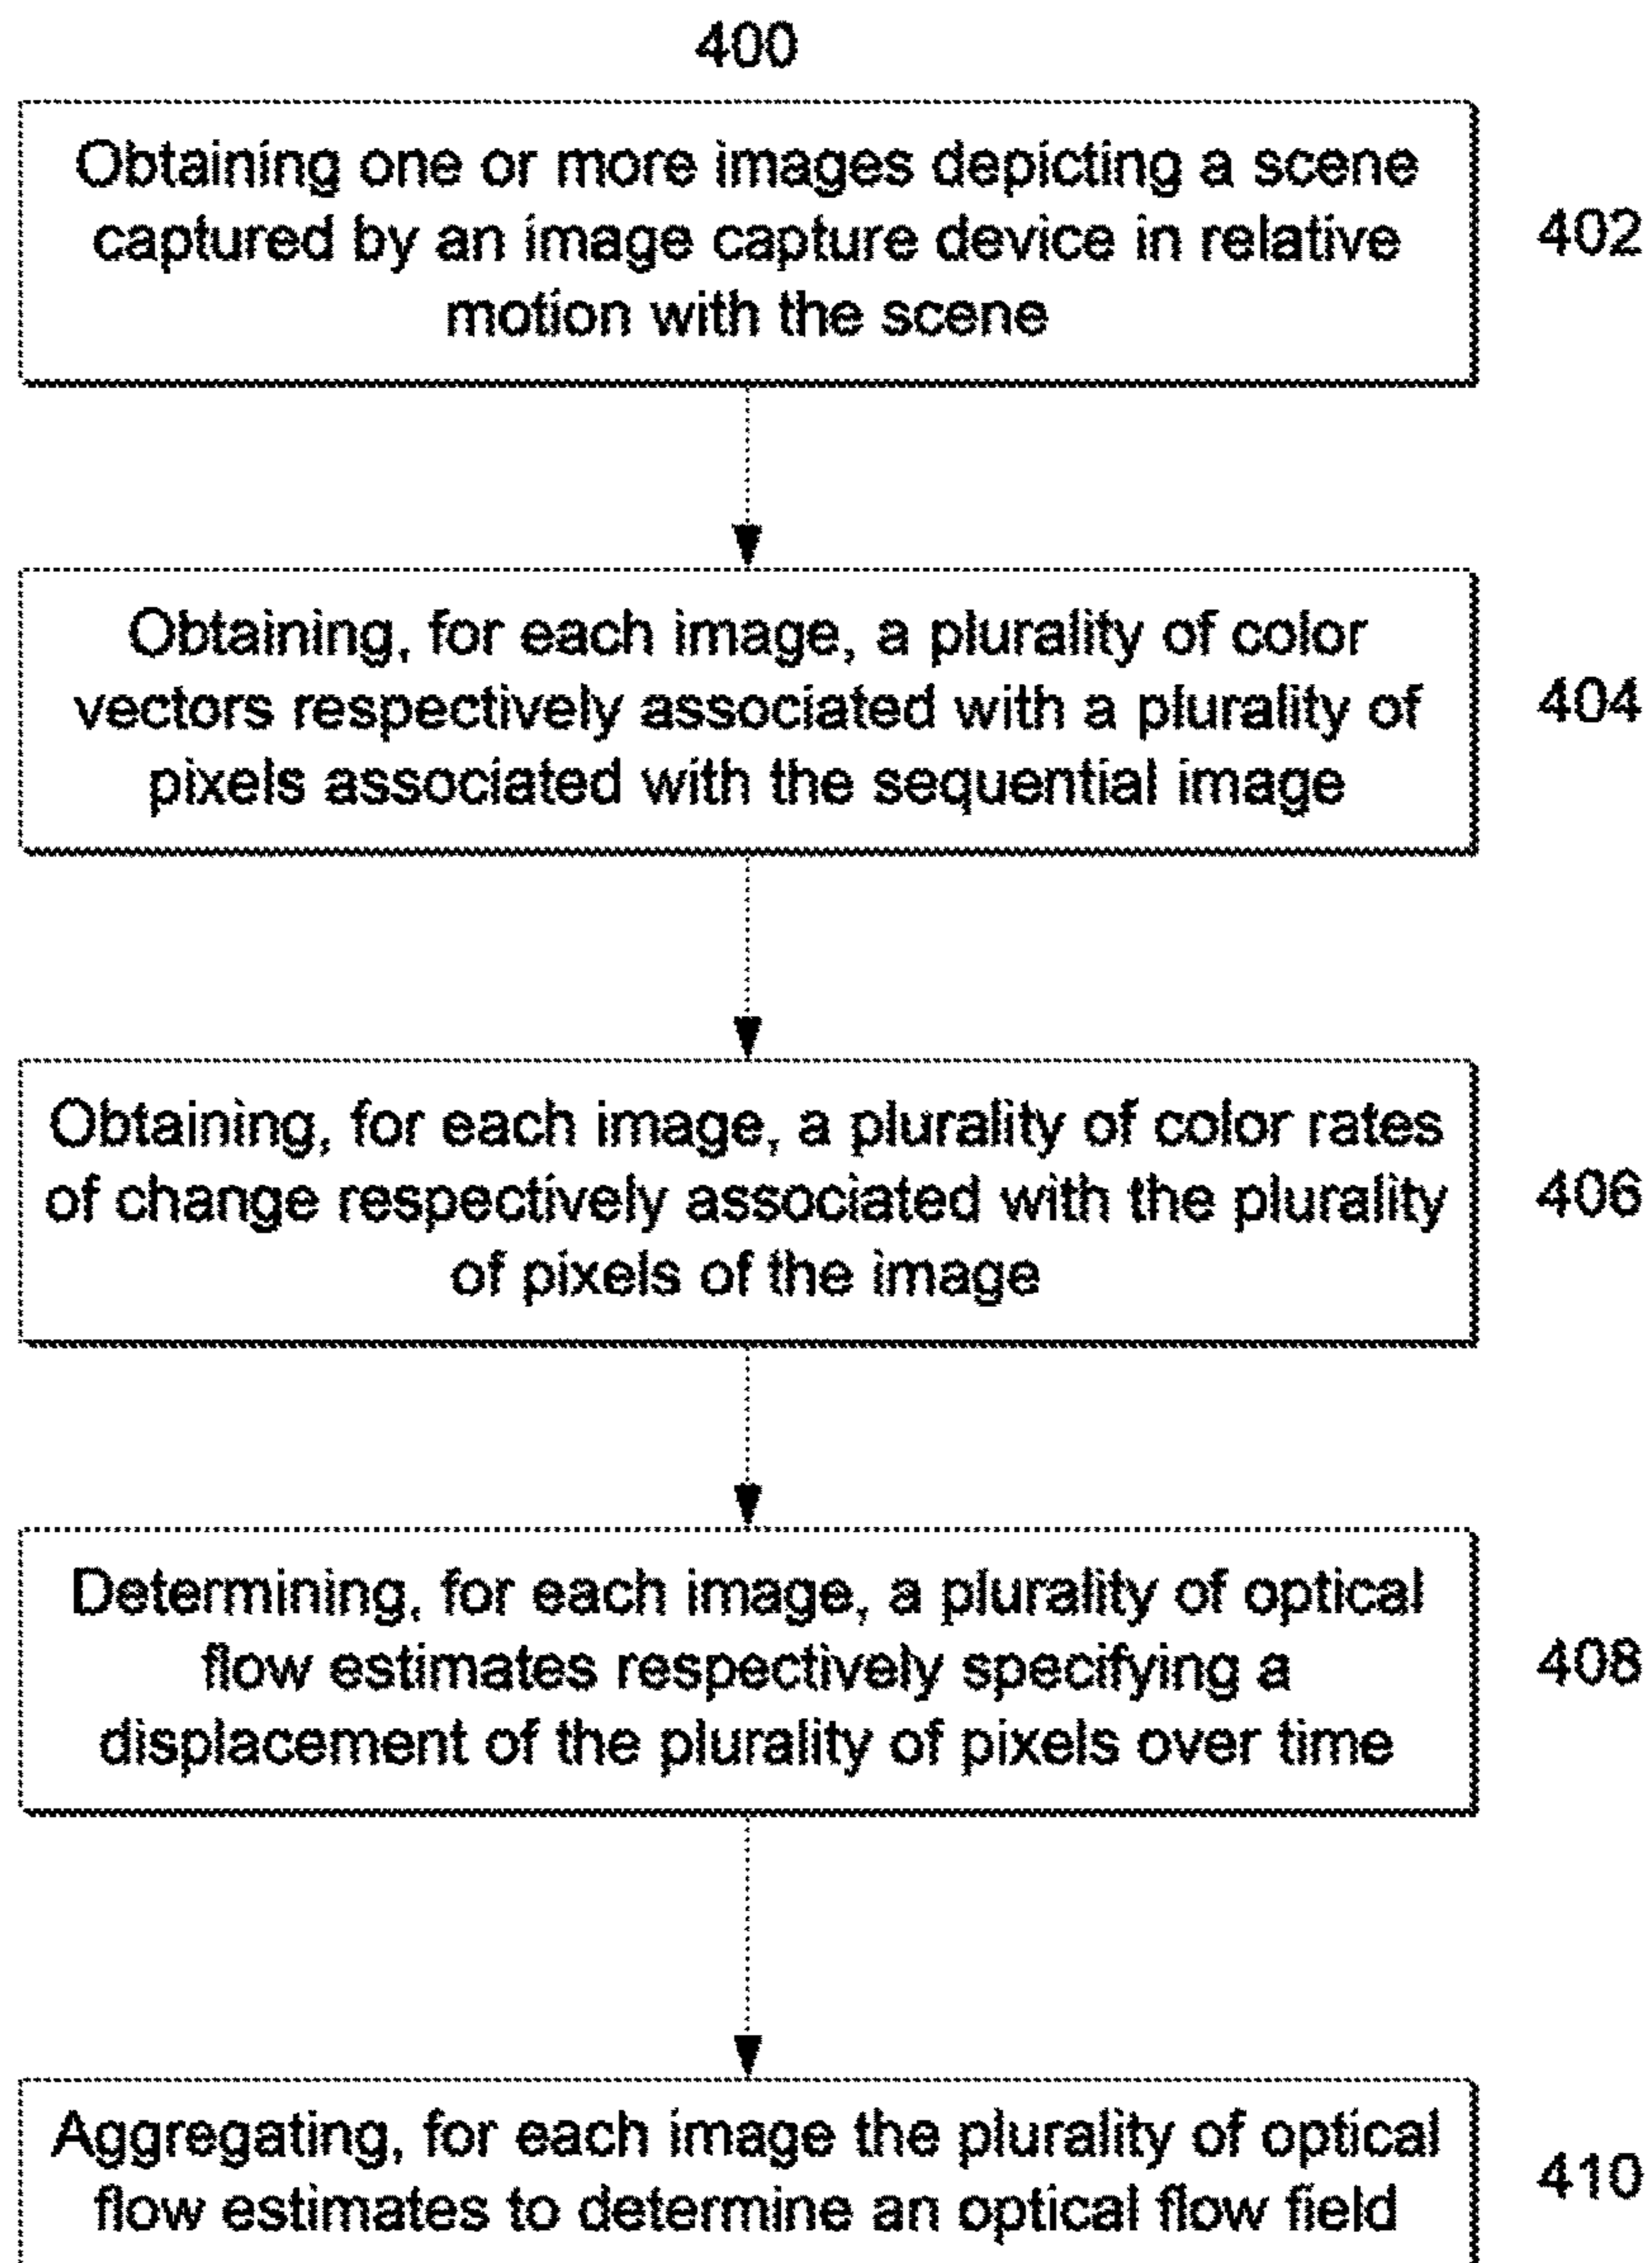 400
Obtaining one or more images depicting a scene
captured by an image capture device in relative
motion with the scene
402
Obtaining, for each image, a plurality of color
vectors respectively associated with a plurality of
pixels associated with the sequential image
404
Obtaining, for each image, a plurality of color rates
of change respectively associated with the plurality
of pixels of the image
406
Determining, for each image, a plurality of optical
flow estimates respectively specifying a
displacement of the plurality of pixels over time
408
Aggregating, for each image the plurality of optical
flow estimates to determine an optical flow field
410